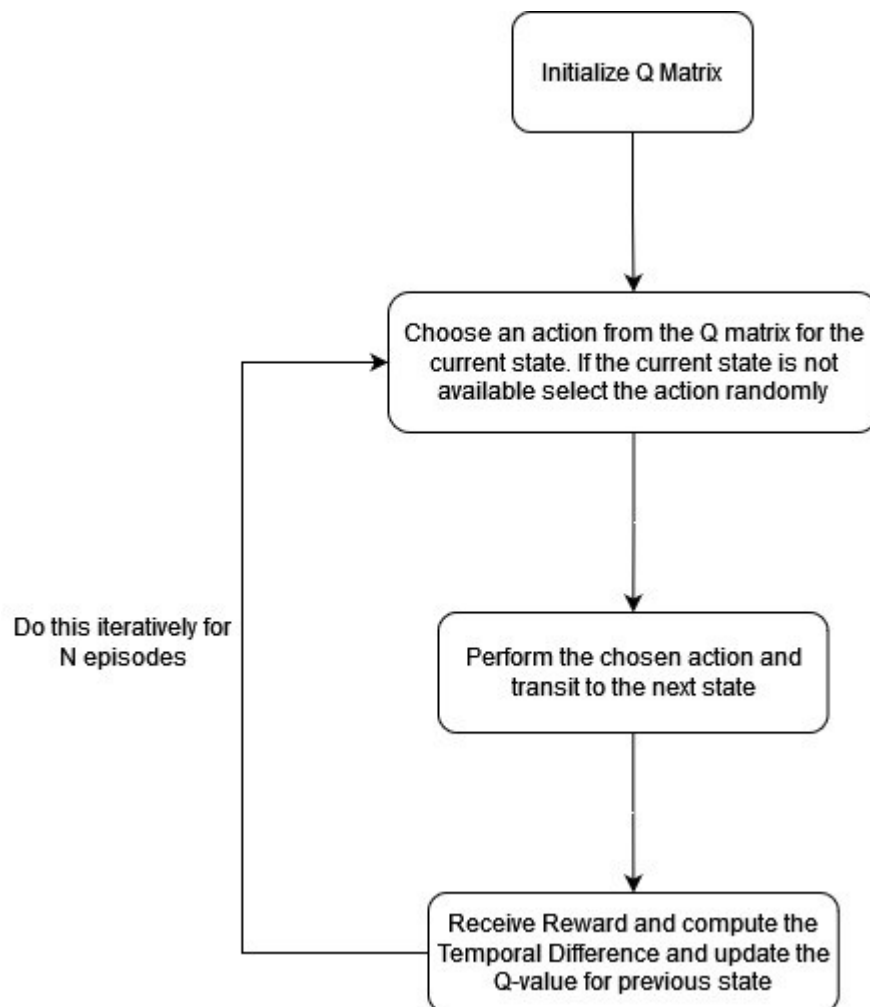 Initialize Q Matrix
Choose an action from the Q matrix for the
current state. If the current state is not
available select the action randomly
Do this iteratively for
N episodes
Perform the chosen action and
transit to the next state
Receive Reward and compute the
Temporal Difference and update the
Q-value for previous state